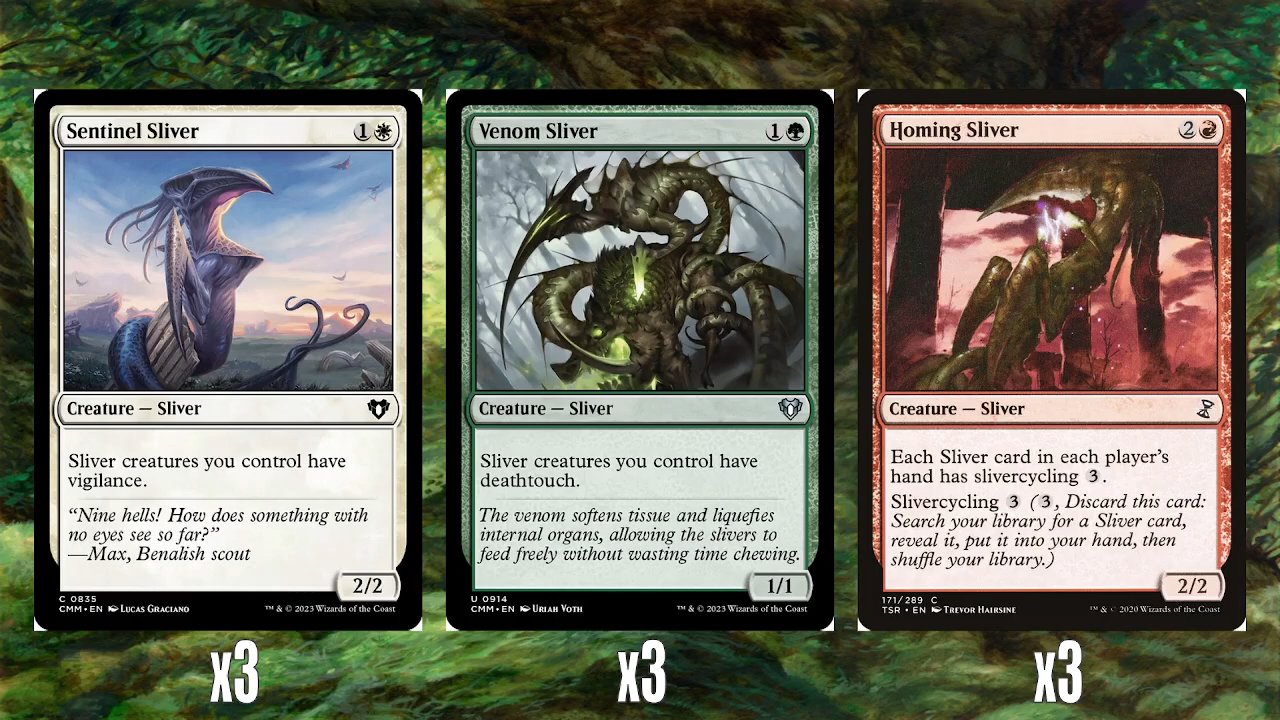 Sentinel Sliver 1
Creature — Sliver
Sliver creatures you control have
vigilance.
“Nine hells! How does something with
no eyes see so far?”
—Max, Benalish scout
2/2
C 0835
CMM • EN Lucas Graciano ™ & © 2023 Wizards of the Coast
x3
Venom Sliver 1
Creature — Sliver
Sliver creatures you control have
deathtouch.
The venom softens tissue and liquefies
internal organs, allowing the slivers to
feed freely without wasting time chewing.
1/1
U 0914
CMM • EN Uriah Voth ™ & © 2023 Wizards of the Coast
x3
Homing Sliver 2
Creature — Sliver
Each Sliver card in each player’s
hand has slivercycling 3.
Slivercycling 3 (3, Discard this card:
Search your library for a Sliver card,
reveal it, put it into your hand, then
shuffle your library.)
2/2
171/289 C
TSR • EN Trevor Hairsine ™ & © 2020 Wizards of the Coast
x3